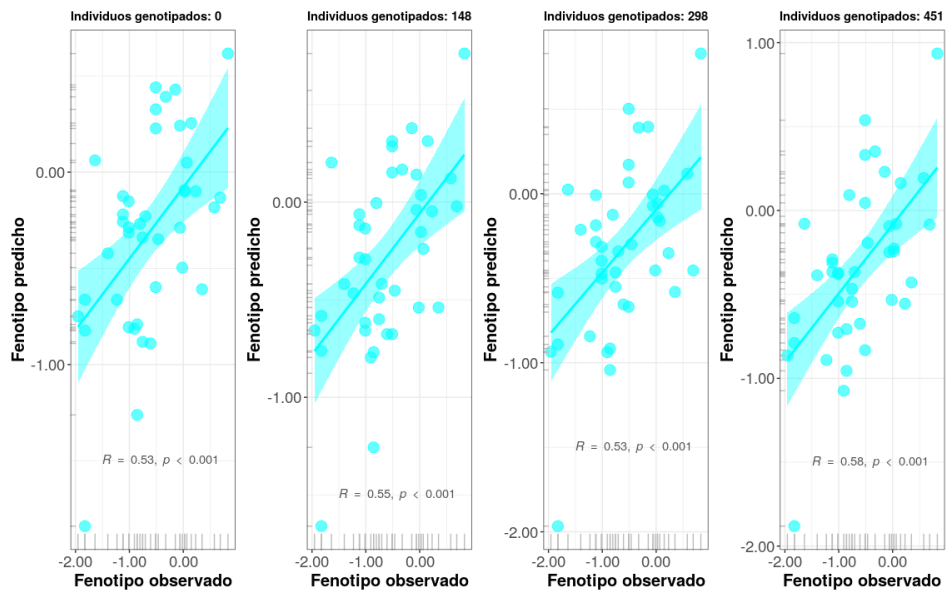 Individuos genotipados: 0
Fenotipo predicho
0.00
-1.00
R = 0.53, p < 0.001
-2.00 -1.00 0.00
Fenotipo observado
Individuos genotipados: 148
Fenotipo predicho
0.00
-1.00
R = 0.55, p < 0.001
-2.00 -1.00 0.00
Fenotipo observado
Individuos genotipados: 298
Fenotipo predicho
0.00
-1.00
-2.00
R = 0.53, p < 0.001
-2.00 -1.00 0.00
Fenotipo observado
Individuos genotipados: 451
Fenotipo predicho
1.00
0.00
-1.00
-2.00
R = 0.58, p < 0.001
-2.00 -1.00 0.00
Fenotipo observado